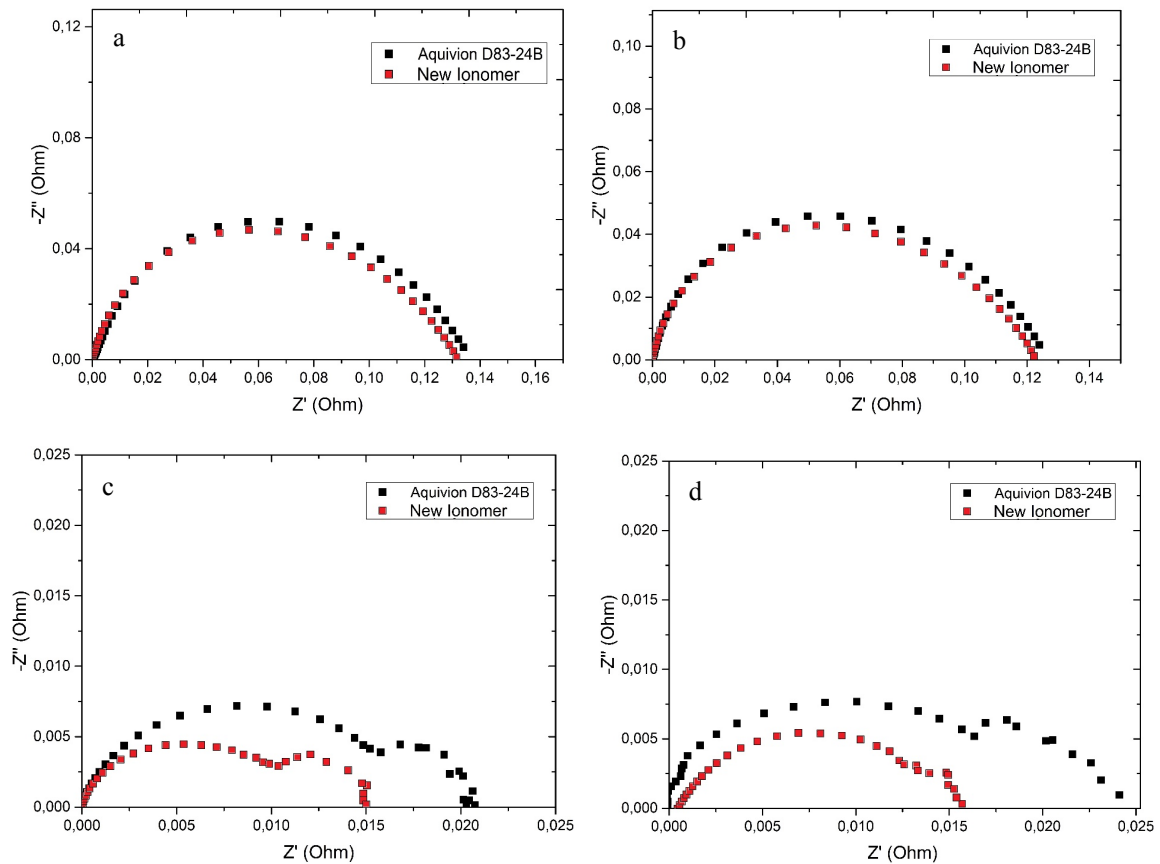 a
Aquivion D83-24B
New Ionomer
0,12
0,08
0,04
0,00
-Z" (Ohm)
0,00 0,02 0,04 0,06 0,08 0,10 0,12 0,14 0,16
Z' (Ohm)
b
Aquivion D83-24B
New Ionomer
0,10
0,08
0,06
0,04
0,02
0,00
-Z" (Ohm)
0,00 0,02 0,04 0,06 0,08 0,10 0,12 0,14
Z' (Ohm)
c
Aquivion D83-24B
New Ionomer
0,025
0,020
0,015
0,010
0,005
0,000
-Z" (Ohm)
0,000 0,005 0,010 0,015 0,020 0,025
Z' (Ohm)
d
Aquivion D83-24B
New Ionomer
0,025
0,020
0,015
0,010
0,005
0,000
-Z" (Ohm)
0,000 0,005 0,010 0,015 0,020 0,025
Z' (Ohm)